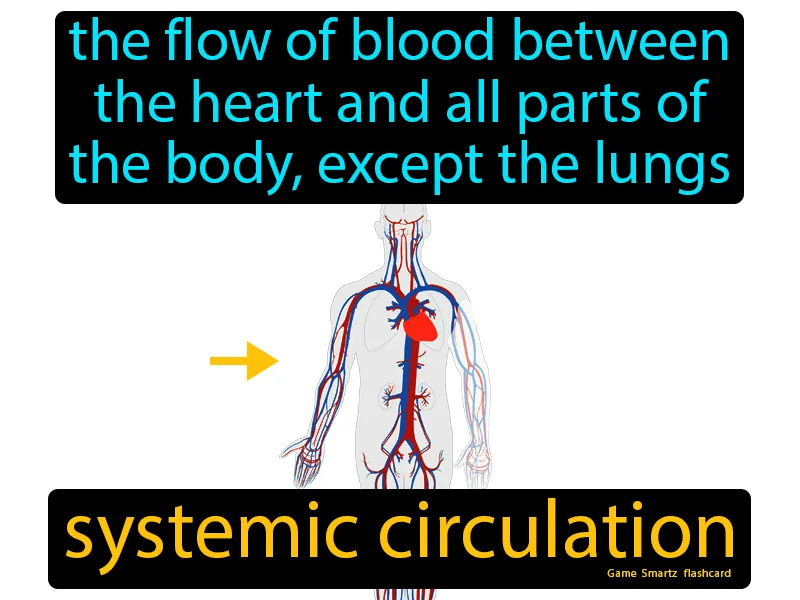 the flow of blood between
the heart and all parts of
the body, except the lungs
systemic circulation
Game Smartz flashcard